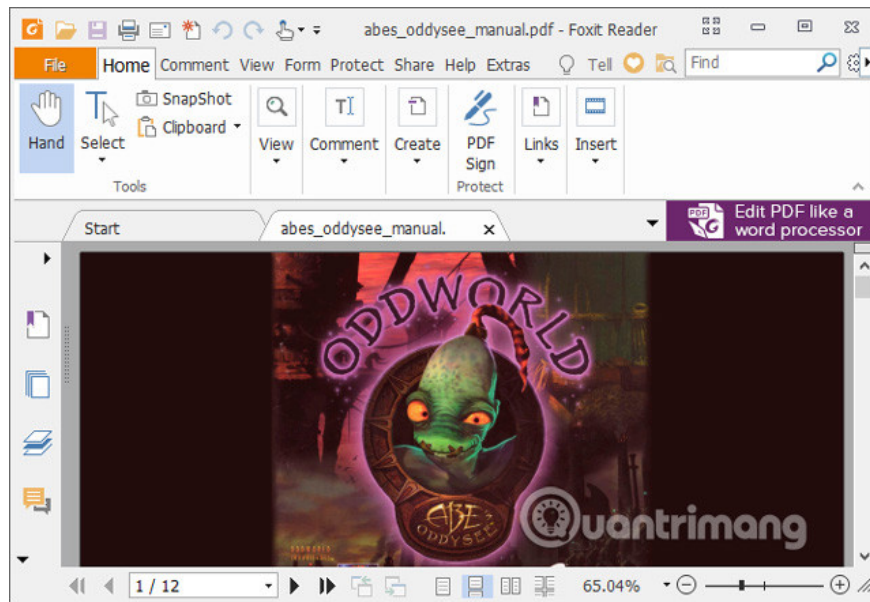 abes_oddysee_manual.pdf - Foxit Reader
File Home Comment View Form Protect Share Help Extras Tell Find
Hand
Select
SnapShot
Clipboard
Tools
View
Comment
Create
PDF
Sign
Protect
Links
Insert
Start
abes_oddysee_manual.
PDF
Edit PDF like a
word processor
ODDWORLD
ABE'S
ODDYSEE
Quantrimang
1 / 12
65.04%